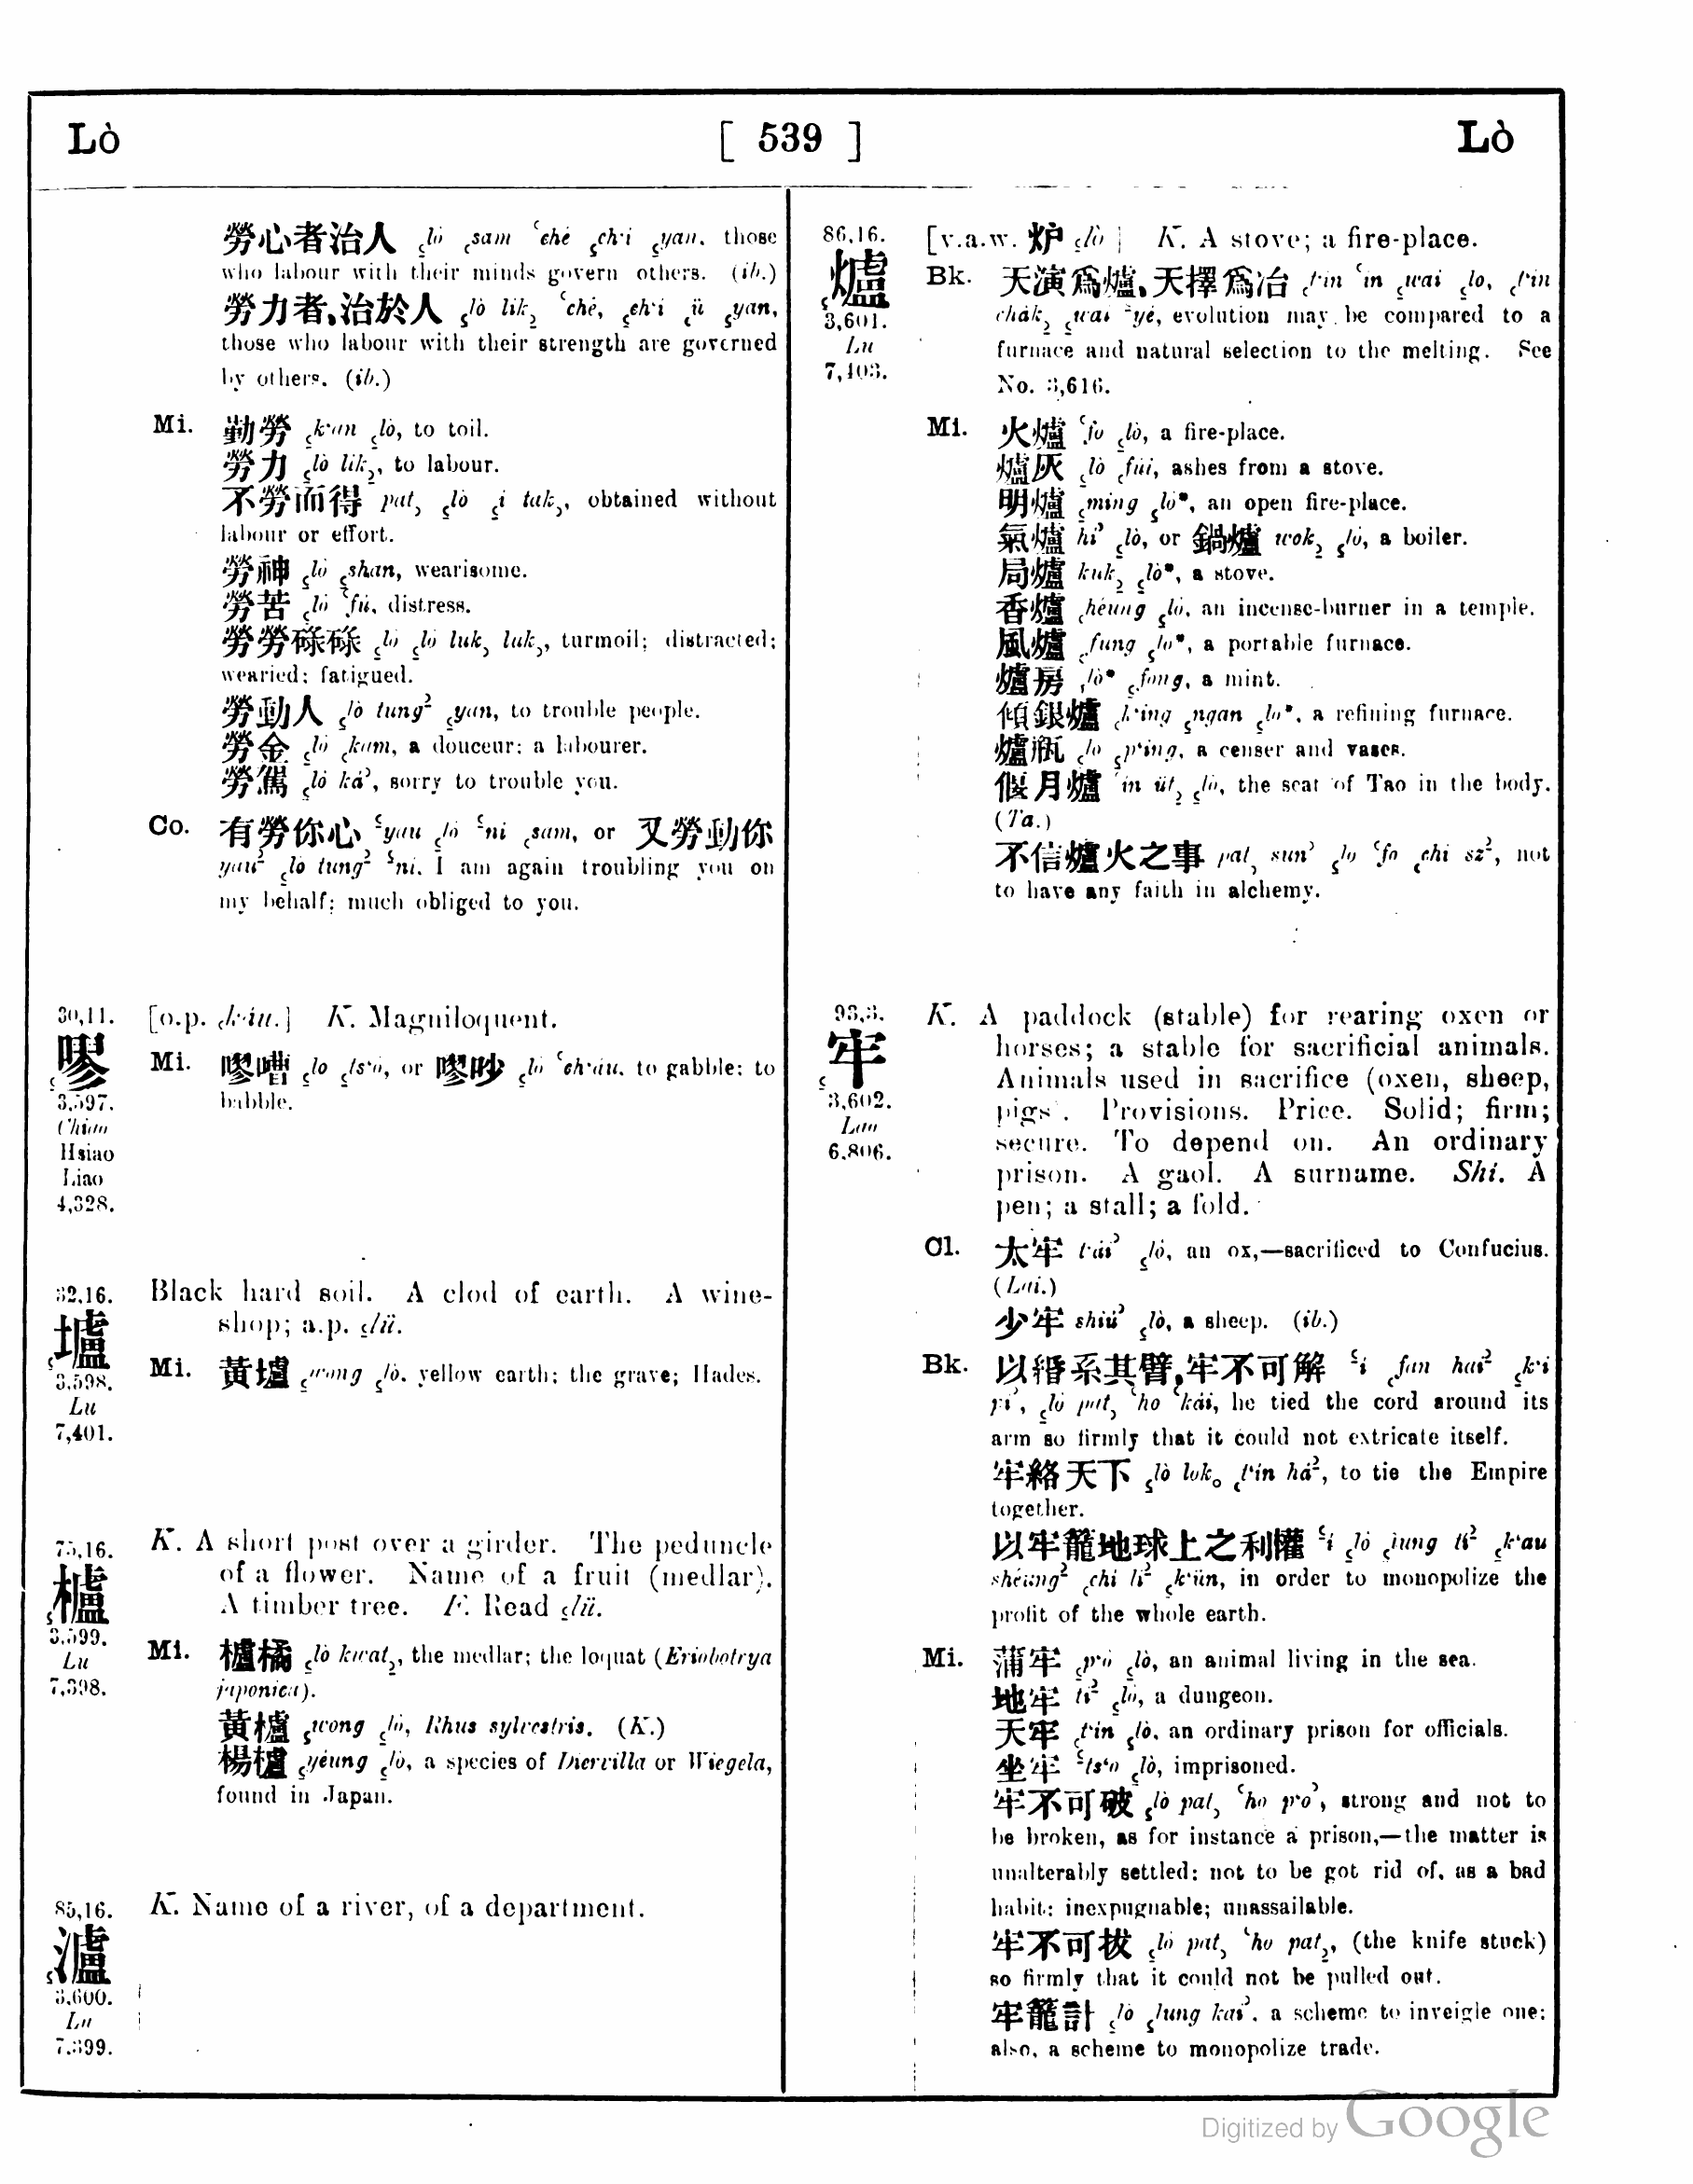 Lò [ 539 ] Lò
勞心者治人 ꜁lò ꜀sam ꜂ché ꜁ch‘i ꜁yan, those
who labour with their minds govern others. (ib.)
勞力者,治於人 ꜁lò lik꜇ ꜂ché, ꜁ch‘i ꜀ü ꜁yan,
those who labour with their strength are governed
by others. (ib.)
Mi. 勤勞 ꜁k‘an ꜁lò, to toil.
勞力 ꜁lò lik꜇, to labour.
不勞而得 pat꜆ ꜁lò ꜁i tak꜆, obtained without
labour or effort.
勞神 ꜁lò ꜁shan, wearisome.
勞苦 ꜁lò ꜂fú, distress.
勞勞碌碌 ꜁lò ꜁lò luk꜆ luk꜆, turmoil; distracted;
wearied; fatigued.
勞動人 ꜁lò tung² ꜁yan, to trouble people.
勞金 ꜁lò ꜀kam, a douceur; a labourer.
勞駕 ꜁lò ká꜄, sorry to trouble you.
Co. 有勞你心 ꜃yau ꜁lò ꜃ni ꜀sam, or 又勞動你
yau² ꜁lò tung² ꜃ni. I am again troubling you on
my behalf; much obliged to you.
30,11. [o.p. ꜀káu.] K. Magniloquent.
嘐
Mi. 嘐嘈 ꜁lo ꜁ts‘ò, or 嘐吵 ꜁lò ꜂ch‘áu, to gabble; to
babble.
3,597.
Chiao
Hsiao
Liao
4,328.
32,16. Black hard soil. A clod of earth. A wine-
shop; a.p. ꜁lü.
壚
Mi. 黃壚 ꜁wong ꜁lò, yellow earth; the grave; Hades.
3,598.
Lu
7,401.
75,16. K. A short post over a girder. The peduncle
of a flower. Name of a fruit (medlar).
A timber tree. F. Read ꜁lü.
櫨
3,599.
Lu
7,398.
Mi. 櫨橘 ꜁lò kwat꜇, the medlar; the loquat (Eriobotrya
japonica).
黃櫨 ꜁wong ꜁lò, Rhus sylvestris. (K.)
楊櫨 ꜁yéung ꜁lò, a species of Dierrilla or Wiegela,
found in Japan.
85,16. K. Name of a river, of a department.
瀘
3,600.
Lu
7,399.
86,16. [v.a.w. 炉 ꜁lò ] K. A stove; a fire-place.
爐
3,601.
Lu
7,403.
Bk. 天演爲爐,天擇爲冶 ꜀t‘in ꜂in ꜁wai ꜁lo, ꜀t‘in
chák꜇ ꜁wai ꜃yé, evolution may be compared to a
furnace and natural selection to the melting. See
No. 3,616.
Mi. 火爐 ꜂fo ꜁lò, a fire-place.
爐灰 ꜁lò ꜀fúi, ashes from a stove.
明爐 ꜁ming ꜁lò*, an open fire-place.
氣爐 hi꜄ ꜁lò, or 鍋爐 wok꜇ ꜁lò, a boiler.
局爐 kuk꜇ ꜁lò*, a stove.
香爐 ꜀héung ꜁lò, an incense-burner in a temple.
風爐 ꜀fung ꜁lo*, a portable furnace.
爐房 ꜁lò* ꜁fong, a mint.
傾銀爐 ꜀k‘ing ꜁ngan ꜁lo*, a refining furnace.
爐瓶 ꜁lo ꜁p‘ing, a censer and vases.
偃月爐 ꜂in üt꜇ ꜁lò, the seat of Tao in the body.
(Ta.)
不信爐火之事 pat꜆ sun꜄ ꜁lo ꜂fo ꜀chi sz², not
to have any faith in alchemy.
93,3. K. A paddock (stable) for rearing oxen or
horses; a stable for sacrificial animals.
Animals used in sacrifice (oxen, sheep,
pigs). Provisions. Price. Solid; firm;
secure. To depend on. An ordinary
prison. A gaol. A surname. Shi. A
pen; a stall; a fold.
牢
3,602.
Lao
6,806.
Cl. 太牢 t‘ái꜄ ꜁lò, an ox,—sacrificed to Confucius.
(Lai.)
少牢 shiú꜄ ꜁lò, a sheep. (ib.)
Bk. 以緡系其臂,牢不可解 ꜃i ꜀fan hai² ꜁k‘i
pi꜄, ꜁lò pat꜆ ꜂ho ꜂kái, he tied the cord around its
arm so firmly that it could not extricate itself.
牢絡天下 ꜁lò lok꜀ ꜀t‘in há², to tie the Empire
together.
以牢籠地球上之利權 ꜃i ꜁lò ꜁lung ti² ꜁k‘au
shéung² ꜀chi li² ꜁k‘ün, in order to monopolize the
profit of the whole earth.
Mi. 蒲牢 ꜁p‘ò ꜁lò, an animal living in the sea.
地牢 ti² ꜁lò, a dungeon.
天牢 ꜀t‘in ꜁lò, an ordinary prison for officials.
坐牢 ꜃ts‘o ꜁lò, imprisoned.
牢不可破 ꜁lò pat꜆ ꜂ho p‘o꜄, strong and not to
be broken, as for instance a prison,—the matter is
unalterably settled; not to be got rid of, as a bad
habit; inexpugnable; unassailable.
牢不可拔 ꜁lò pat꜆ ꜂ho pat꜇, (the knife stuck)
so firmly that it could not be pulled out.
牢籠計 ꜁lò ꜁lung kai꜄, a scheme to inveigle one;
also, a scheme to monopolize trade.
Digitized by Google